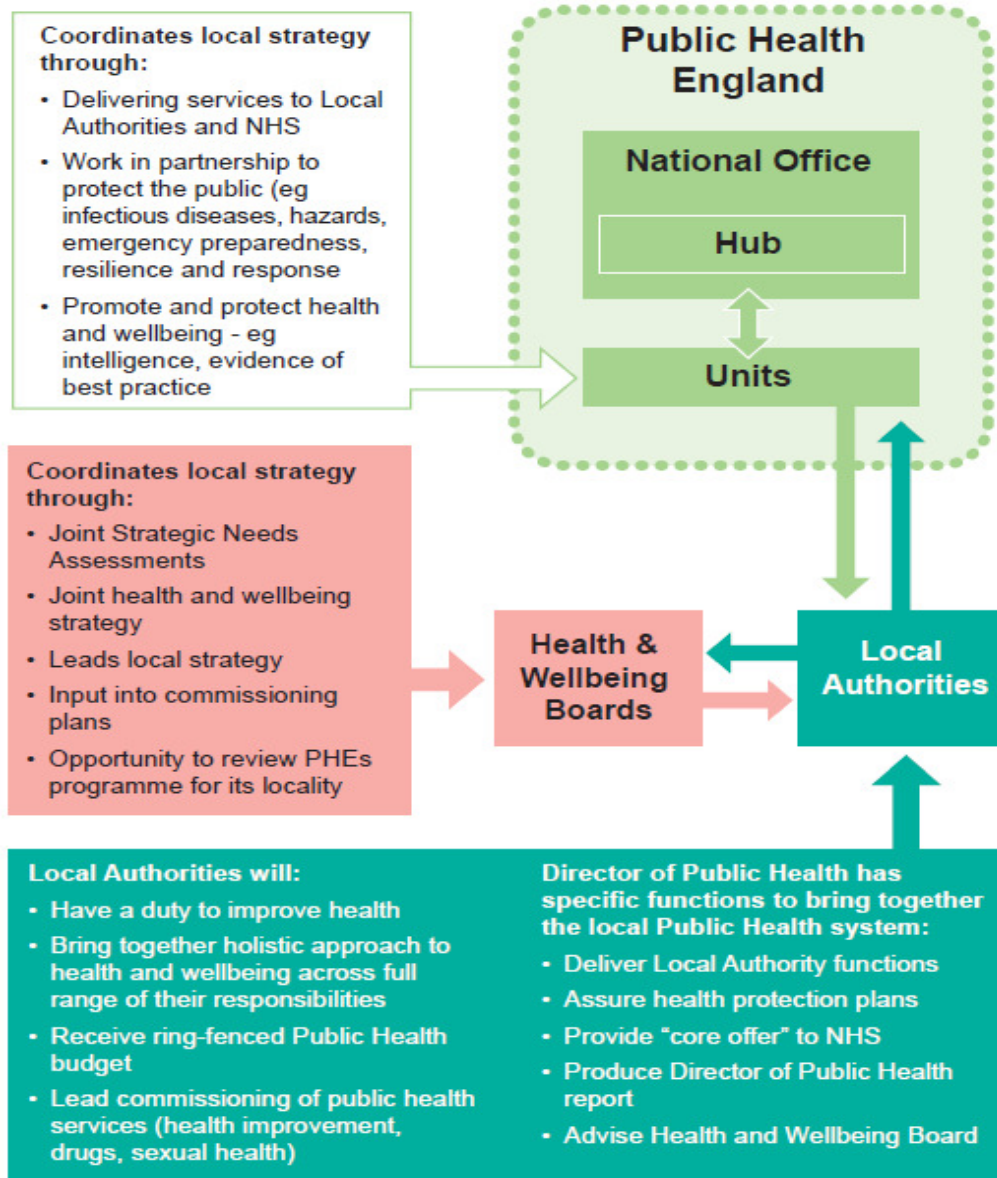 Coordinates local strategy
through:
• Delivering services to Local
Authorities and NHS
• Work in partnership to
protect the public (eg
infectious diseases, hazards,
emergency preparedness,
resilience and response
• Promote and protect health
and wellbeing - eg
intelligence, evidence of
best practice
Public Health
England
National Office
Hub
Units
Coordinates local strategy
through:
• Joint Strategic Needs
Assessments
• Joint health and wellbeing
strategy
• Leads local strategy
• Input into commissioning
plans
• Opportunity to review PHEs
programme for its locality
Health &
Wellbeing
Boards
Local
Authorities
Local Authorities will:
• Have a duty to improve health
• Bring together holistic approach to
health and wellbeing across full
range of their responsibilities
• Receive ring-fenced Public Health
budget
• Lead commissioning of public health
services (health improvement,
drugs, sexual health)
Director of Public Health has
specific functions to bring together
the local Public Health system:
• Deliver Local Authority functions
• Assure health protection plans
• Provide “core offer” to NHS
• Produce Director of Public Health
report
• Advise Health and Wellbeing Board